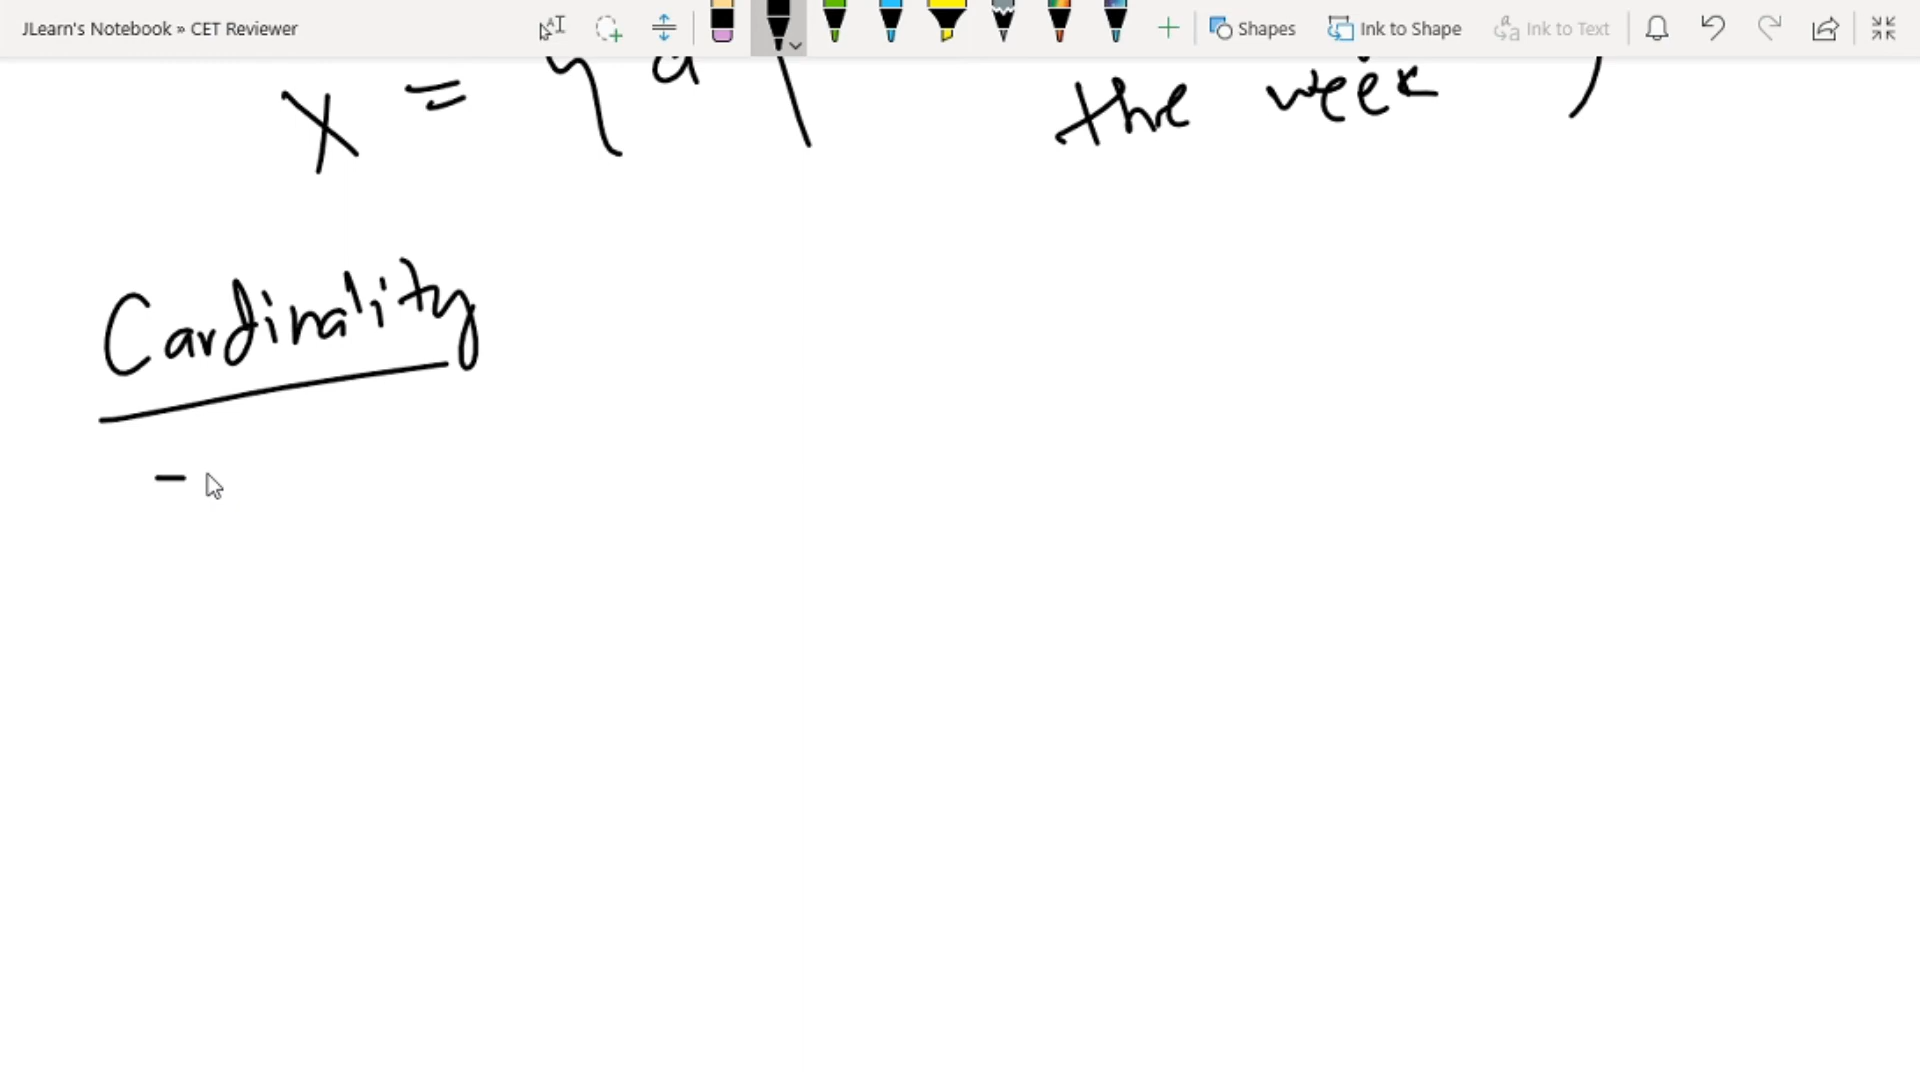 JLearn's Notebook » CET Reviewer Shapes Ink to Shape Ink to Text
x = { a | the week }
Cardinality
-